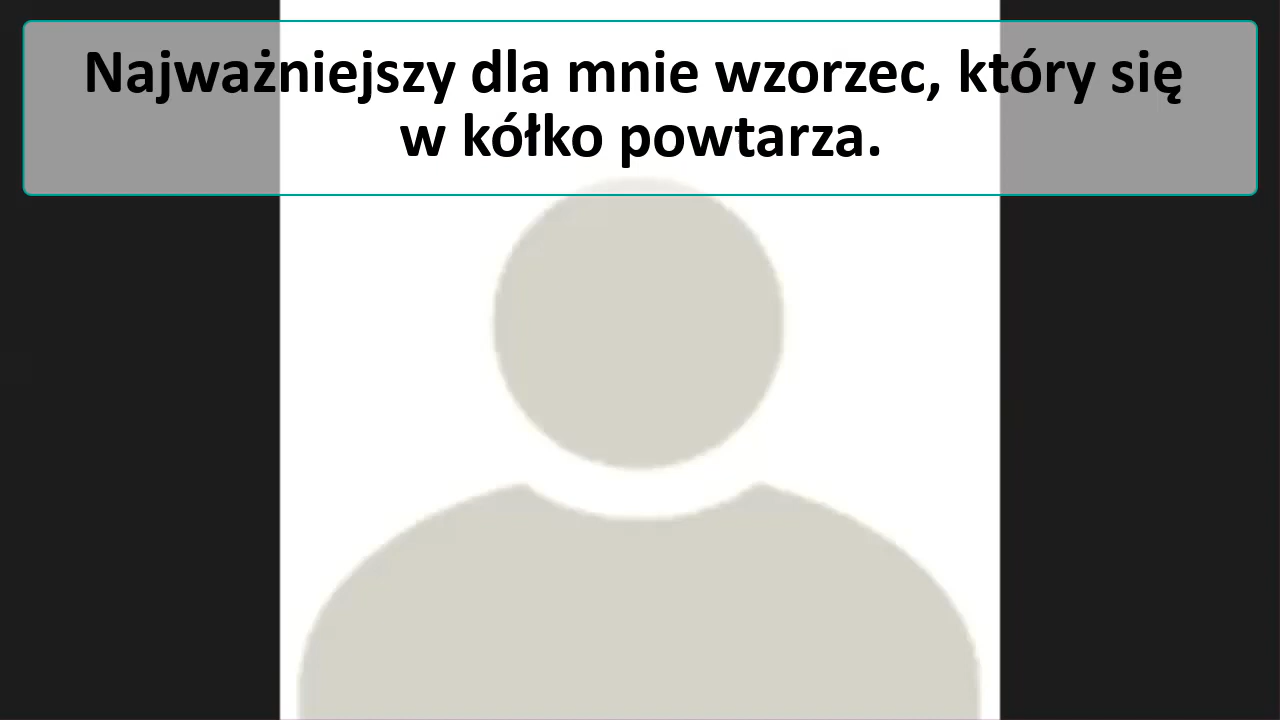 Najważniejszy dla mnie wzorzec, który się
w kółko powtarza.